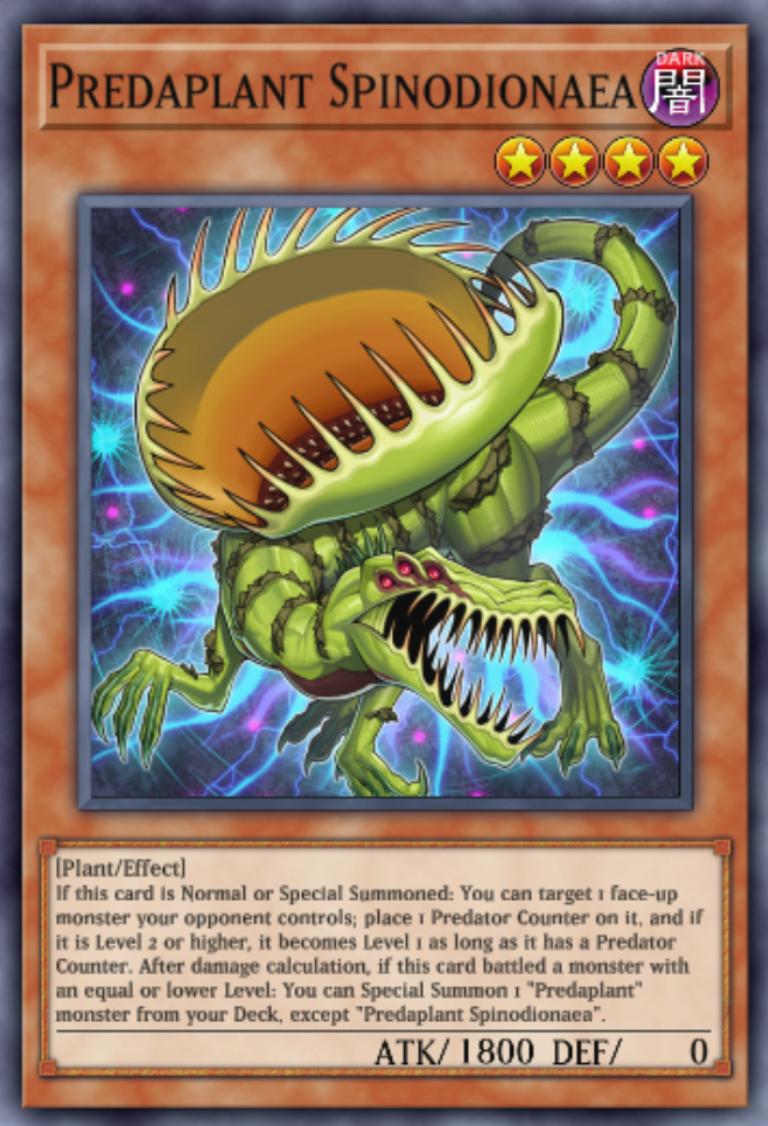 PREDAPLANT SPINODIONAEA
DARK
闇
[Plant/Effect]
If this card is Normal or Special Summoned: You can target 1 face-up
monster your opponent controls; place 1 Predator Counter on it, and if
it is Level 2 or higher, it becomes Level 1 as long as it has a Predator
Counter. After damage calculation, if this card battled a monster with
an equal or lower Level: You can Special Summon 1 "Predaplant"
monster from your Deck, except "Predaplant Spinodionaea".
ATK/ 1800 DEF/ 0